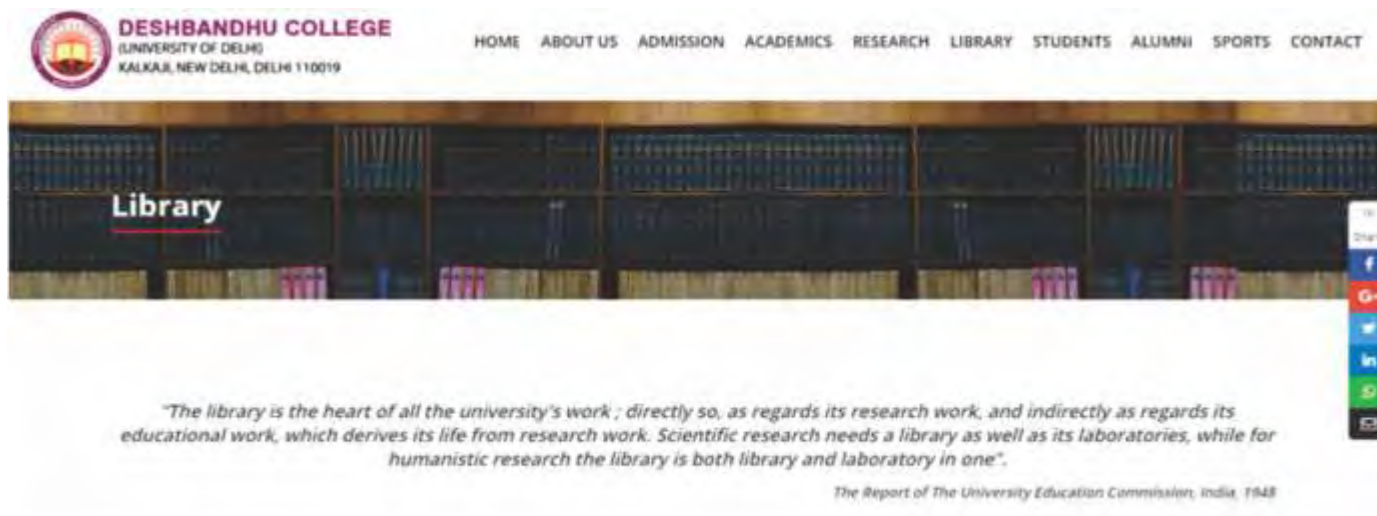 DESHBANDHU COLLEGE
(UNIVERSITY OF DELHI)
KALKAJI, NEW DELHI, DELHI 110019
HOME ABOUT US ADMISSION ACADEMICS RESEARCH LIBRARY STUDENTS ALUMNI SPORTS CONTACT
Library
f
G+
in
"The library is the heart of all the university's work ; directly so, as regards its research work, and indirectly as regards its
educational work, which derives its life from research work. Scientific research needs a library as well as its laboratories, while for
humanistic research the library is both library and laboratory in one".
The Report of The University Education Commission, India, 1948